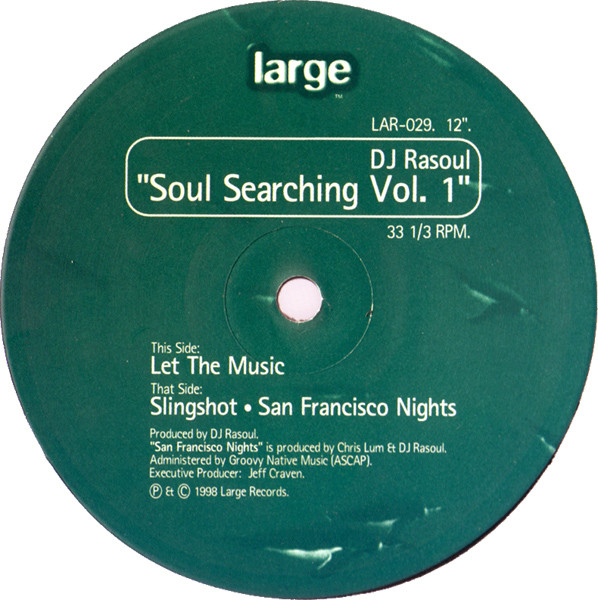 large
™
LAR-029. 12".
DJ Rasoul
"Soul Searching Vol. 1"
33 1/3 RPM.
This Side:
Let The Music
That Side:
Slingshot • San Francisco Nights
Produced by DJ Rasoul.
"San Francisco Nights" is produced by Chris Lum & DJ Rasoul.
Administered by Groovy Native Music (ASCAP).
Executive Producer: Jeff Craven.
℗ & © 1998 Large Records.